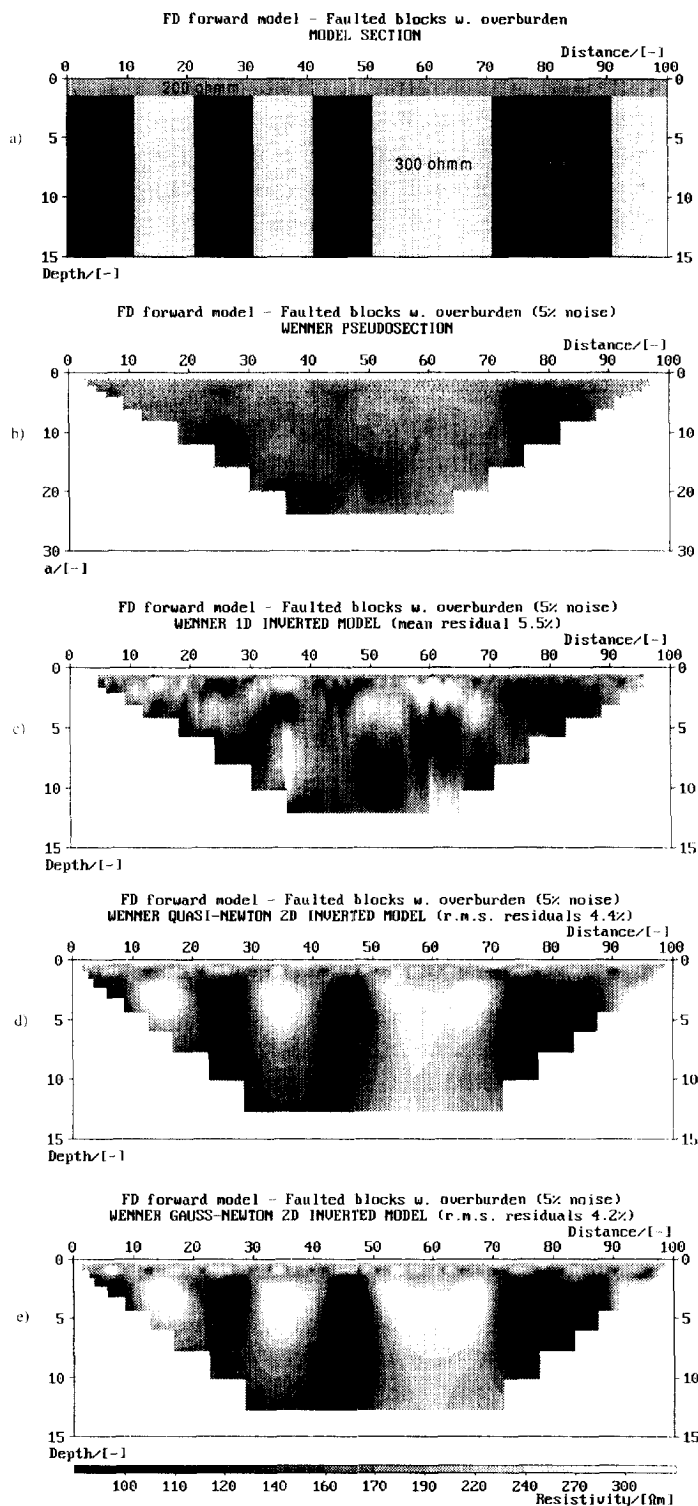 FD forward model - Faulted blocks w. overburden
MODEL SECTION
Distance/[-]
0 10 20 30 40 50 60 70 80 90 100
200 ohmm
a)
0 0
5 5
300 ohmm
10 10
15 15
Depth/[-]
FD forward model - Faulted blocks w. overburden (5% noise)
WENNER PSEUDOSECTION
Distance/[-]
0 10 20 30 40 50 60 70 80 90 100
b)
0 0
10 10
20 20
30 30
a/[-]
FD forward model - Faulted blocks w. overburden (5% noise)
WENNER 1D INVERTED MODEL (mean residual 5.5%)
Distance/[-]
0 10 20 30 40 50 60 70 80 90 100
c)
0 0
5 5
10 10
15 15
Depth/[-]
FD forward model - Faulted blocks w. overburden (5% noise)
WENNER QUASI-NEWTON 2D INVERTED MODEL (r.m.s. residuals 4.4%)
Distance/[-]
0 10 20 30 40 50 60 70 80 90 100
d)
0 0
5 5
10 10
15 15
Depth/[-]
FD forward model - Faulted blocks w. overburden (5% noise)
WENNER GAUSS-NEWTON 2D INVERTED MODEL (r.m.s. residuals 4.2%)
Distance/[-]
0 10 20 30 40 50 60 70 80 90 100
e)
0 0
5 5
10 10
15 15
Depth/[-]
100 110 120 140 160 170 190 220 240 270 300
Resistivity/[Ωm]